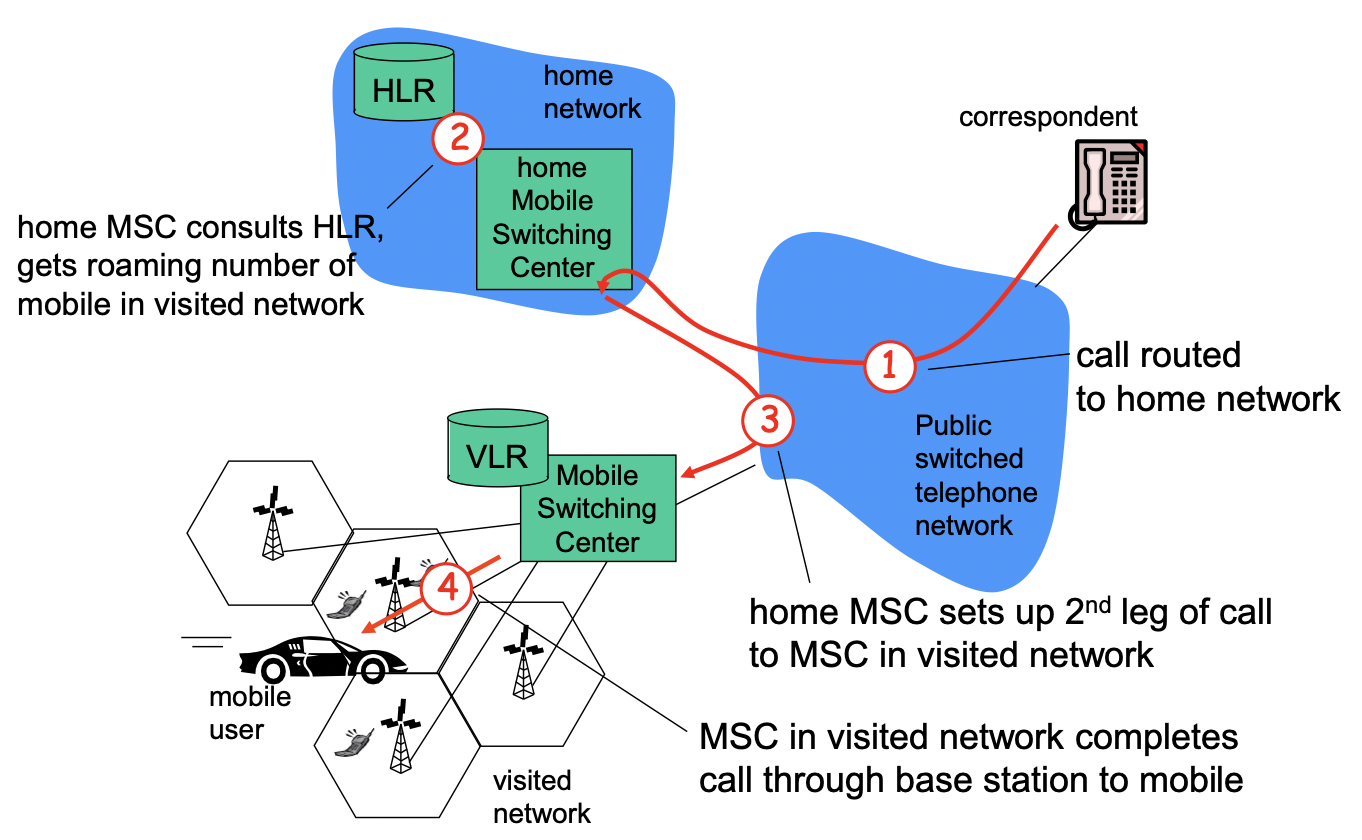 HLR
home
network
2
home
Mobile
Switching
Center
home MSC consults HLR,
gets roaming number of
mobile in visited network
correspondent
1
call routed
to home network
Public
switched
telephone
network
3
home MSC sets up 2nd leg of call
to MSC in visited network
VLR
Mobile
Switching
Center
4
mobile
user
MSC in visited network completes
call through base station to mobile
visited
network